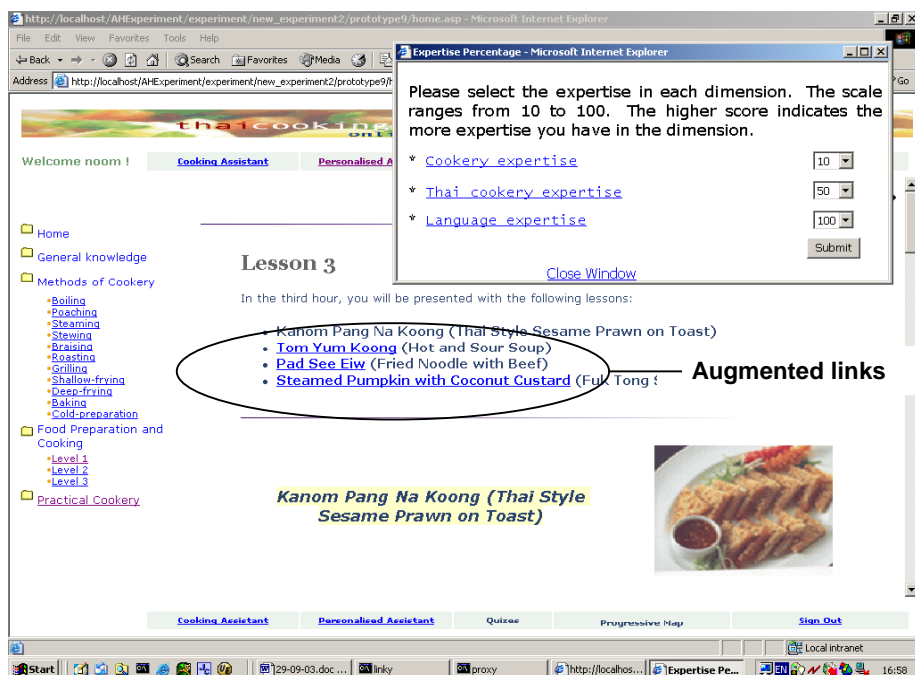 http://localhost/AHExperiment/experiment/new_experiment2/prototype9/home.asp - Microsoft Internet Explorer
File Edit View Favorites Tools Help
Back Search Favorites Media
Address http://localhost/AHExperiment/experiment/new_experiment2/prototype9/ Go
Expertise Percentage - Microsoft Internet Explorer
Please select the expertise in each dimension. The scale
ranges from 10 to 100. The higher score indicates the
more expertise you have in the dimension.
* Cookery expertise 10
* Thai cookery expertise 50
* Language expertise 100
Submit
Close Window
thaicooking
online
Welcome noom ! Cooking Assistant Personalised A
Home
General knowledge
Methods of Cookery
•Boiling
•Poaching
•Steaming
•Stewing
•Braising
•Roasting
•Grilling
•Shallow-frying
•Deep-frying
•Baking
•Cold-preparation
Food Preparation and
Cooking
•Level 1
•Level 2
•Level 3
Practical Cookery
Lesson 3
In the third hour, you will be presented with the following lessons:
• Kanom Pang Na Koong (Thai Style Sesame Prawn on Toast)
• Tom Yum Koong (Hot and Sour Soup)
• Pad See Eiw (Fried Noodle with Beef)
• Steamed Pumpkin with Coconut Custard (Fuk Tong S
Augmented links
Kanom Pang Na Koong (Thai Style
Sesame Prawn on Toast)
Cooking Assistant Personalised Assistant Quizes Progressive Map Sign Out
Local intranet
Start 29-09-03.doc ... linky proxy http://localhos... Expertise Pe... EN 16:58